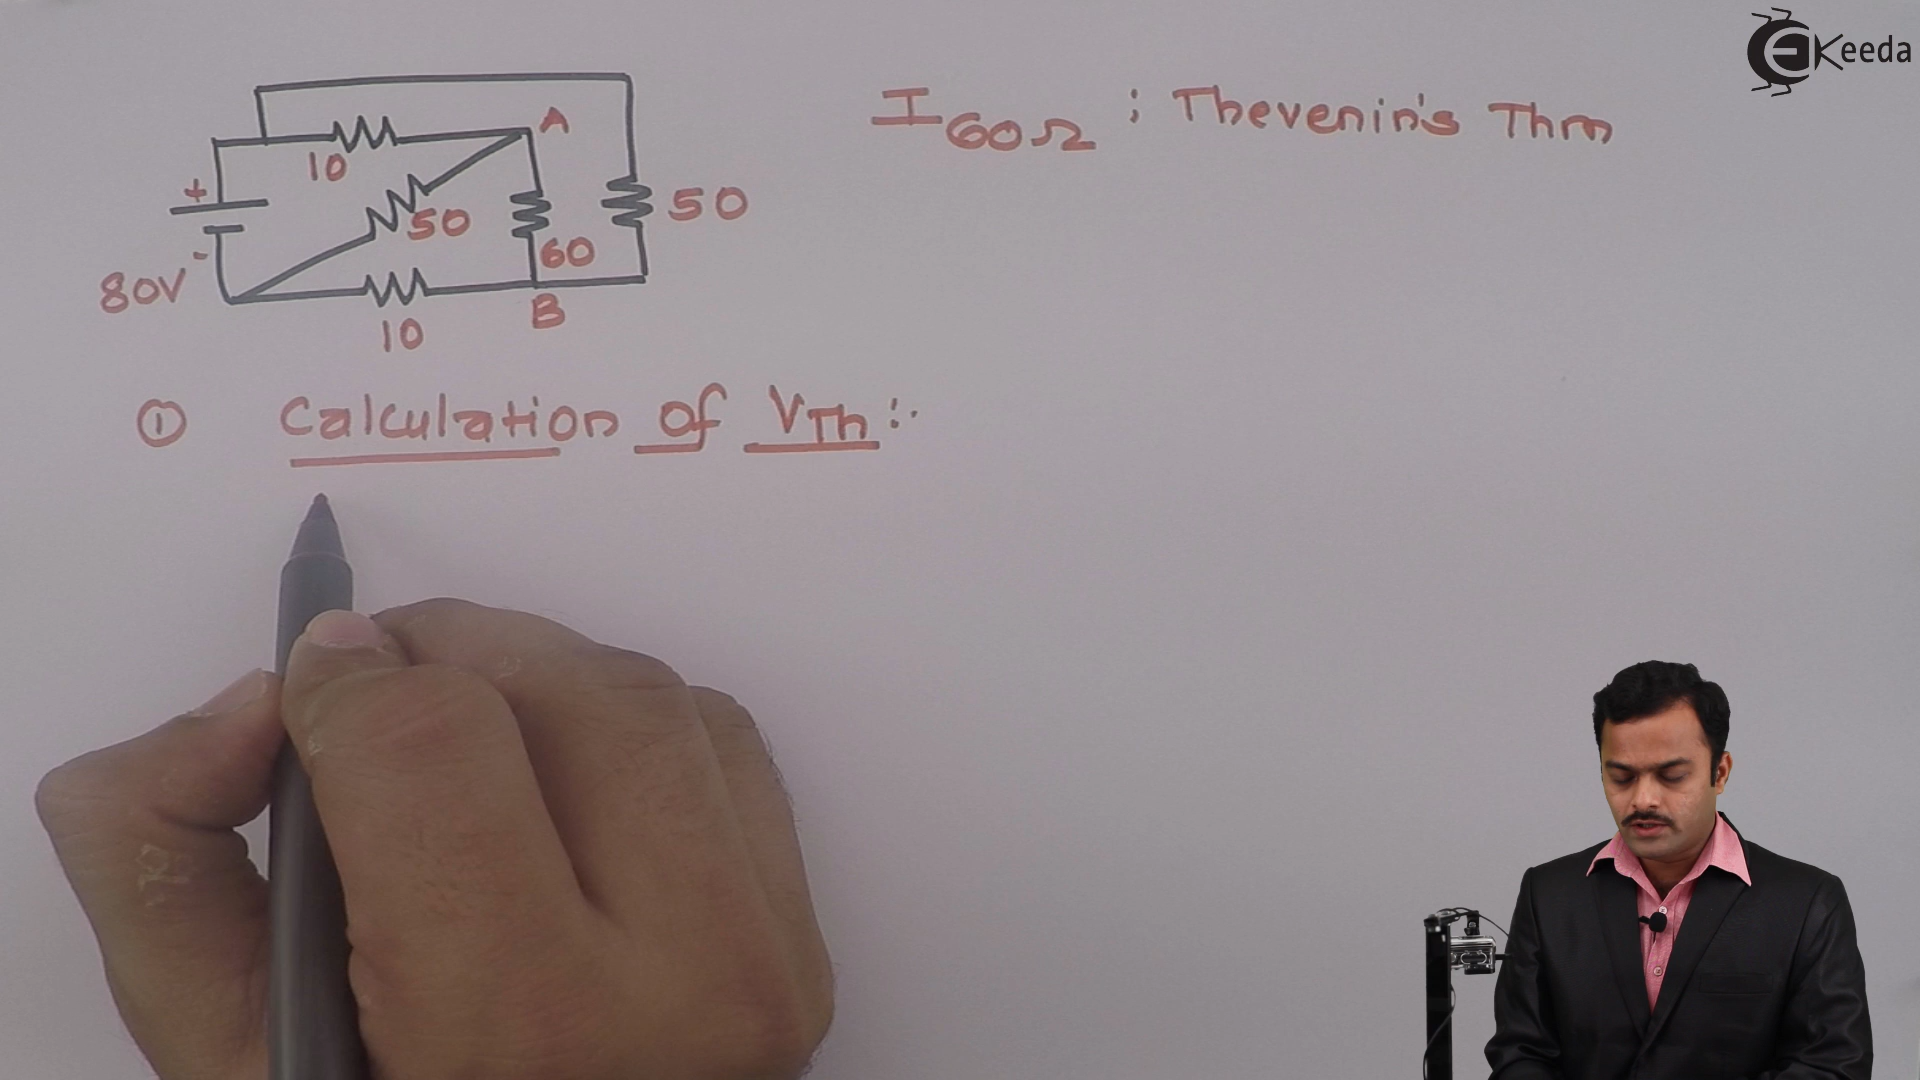 EKeeda
I60Ω : Thevenin's Thm
A
10
+
50
50
60
-
80V
B
10
① Calculation of VTh :-